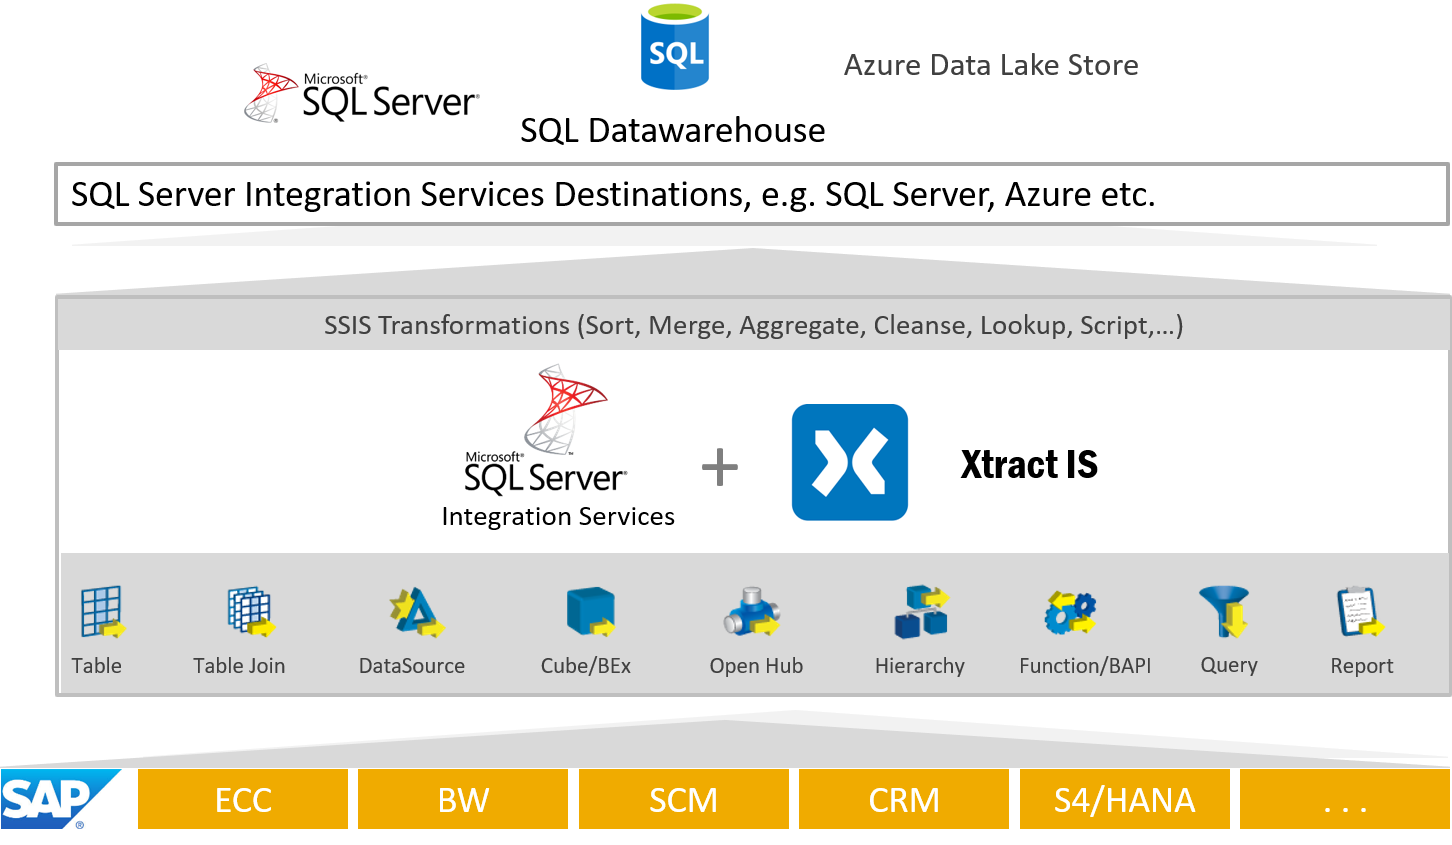 SQL
Microsoft®
SQL Server®
Azure Data Lake Store
SQL Datawarehouse
SQL Server Integration Services Destinations, e.g. SQL Server, Azure etc.
SSIS Transformations (Sort, Merge, Aggregate, Cleanse, Lookup, Script,...)
Microsoft®
SQL Server®
Integration Services
+
Xtract IS
Table
Table Join
DataSource
Cube/BEx
Open Hub
Hierarchy
Function/BAPI
Query
Report
SAP®
ECC
BW
SCM
CRM
S4/HANA
. . .